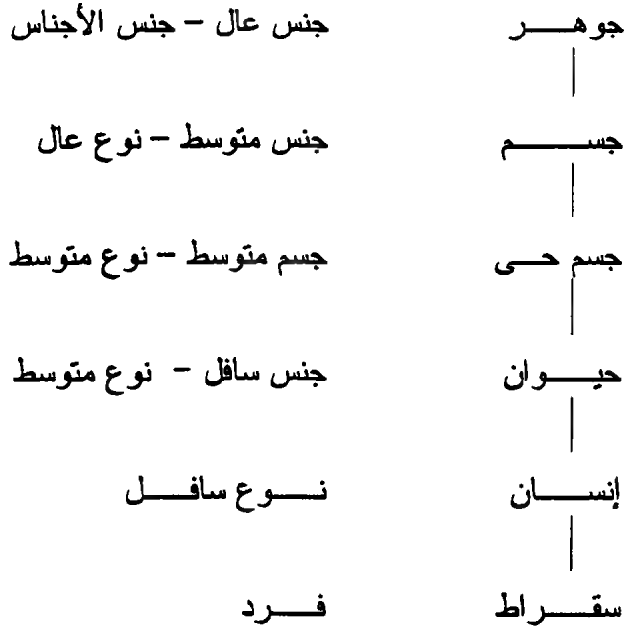 جوهر جنس عال – جنس الأجناس
جسم جنس متوسط – نوع عال
جسم حى جسم متوسط – نوع متوسط
حيوان جنس سافل – نوع متوسط
إنسان نوع سافل
سقراط فرد